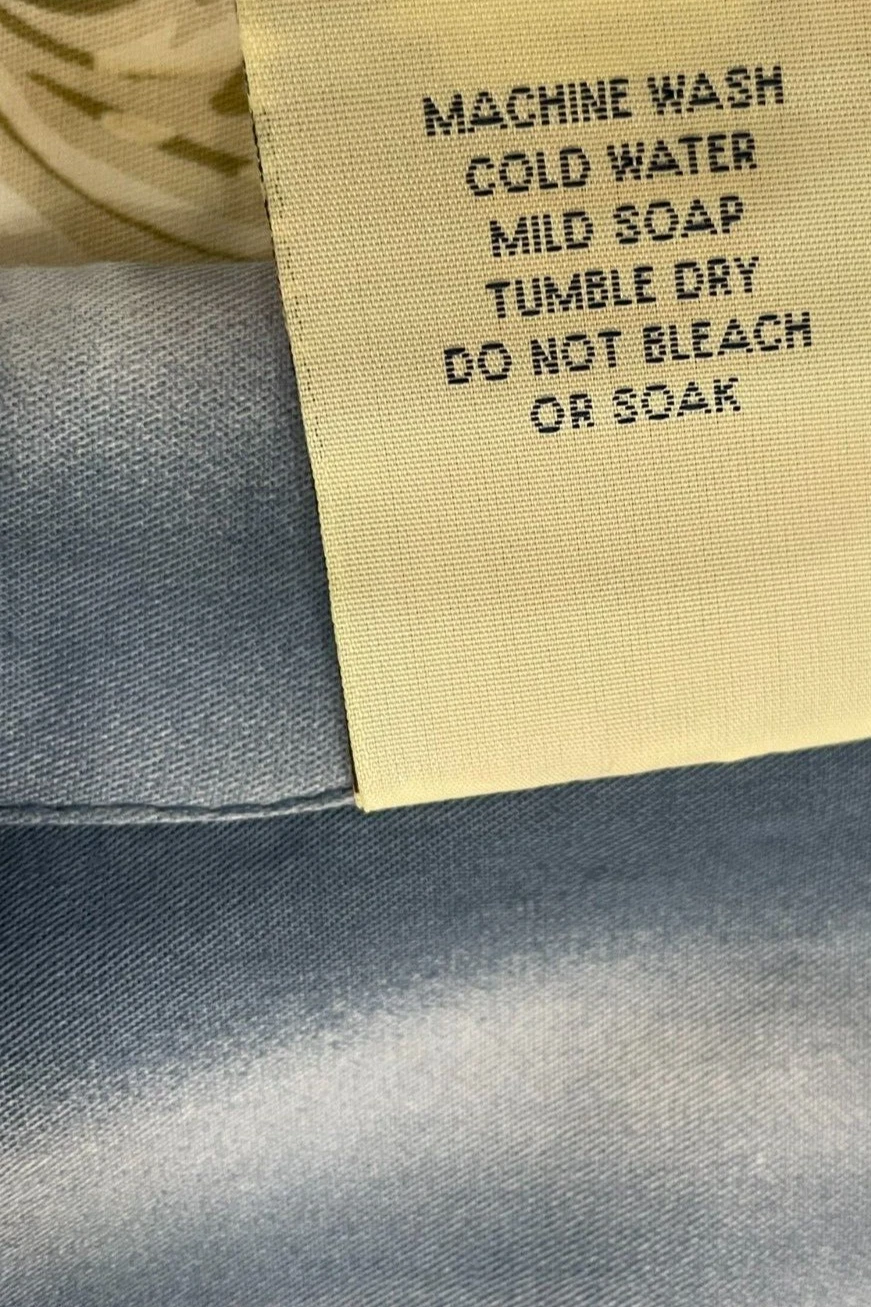 MACHINE WASH
COLD WATER
MILD SOAP
TUMBLE DRY
DO NOT BLEACH
OR SOAK